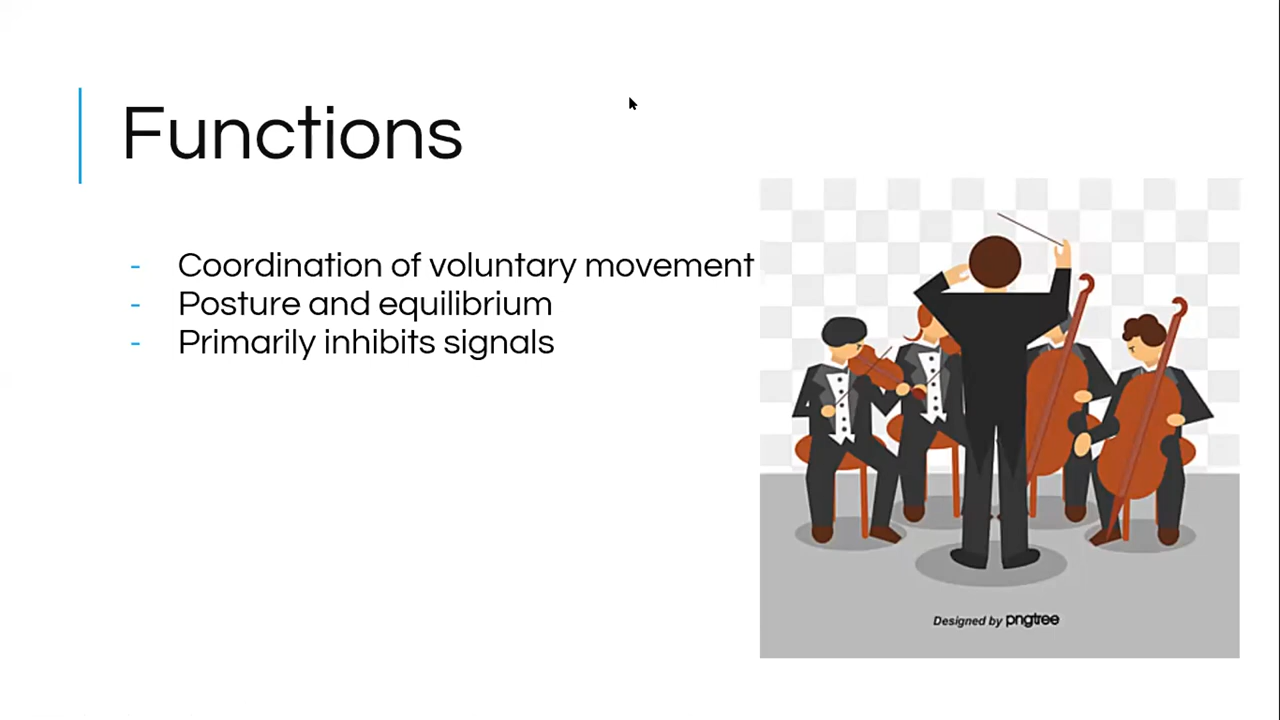 Functions
- Coordination of voluntary movement
- Posture and equilibrium
- Primarily inhibits signals
Designed by pngtree